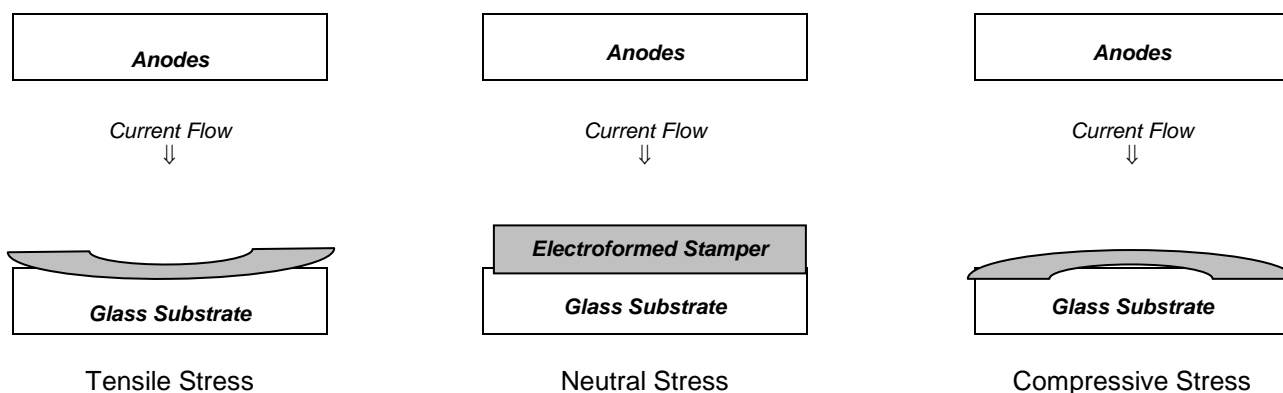 Anodes
Current Flow
⇓
Glass Substrate
Tensile Stress
Anodes
Current Flow
⇓
Electroformed Stamper
Glass Substrate
Neutral Stress
Anodes
Current Flow
⇓
Glass Substrate
Compressive Stress